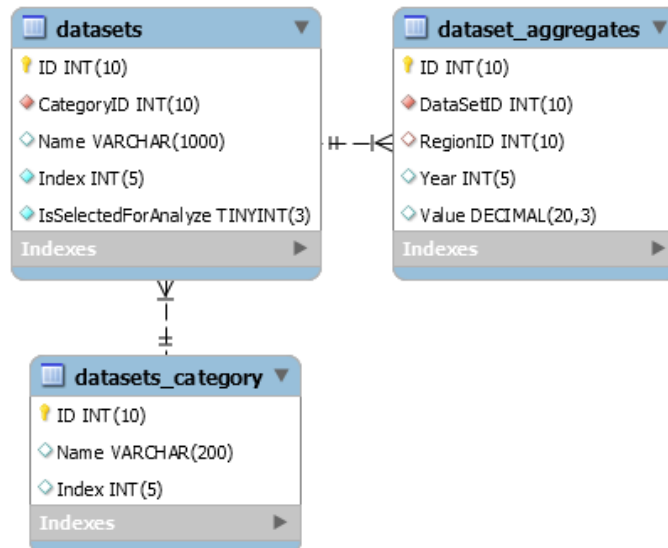 datasets
ID INT(10)
CategoryID INT(10)
Name VARCHAR(1000)
Index INT(5)
IsSelectedForAnalyze TINYINT(3)
Indexes
dataset_aggregates
ID INT(10)
DataSetID INT(10)
RegionID INT(10)
Year INT(5)
Value DECIMAL(20,3)
Indexes
datasets_category
ID INT(10)
Name VARCHAR(200)
Index INT(5)
Indexes